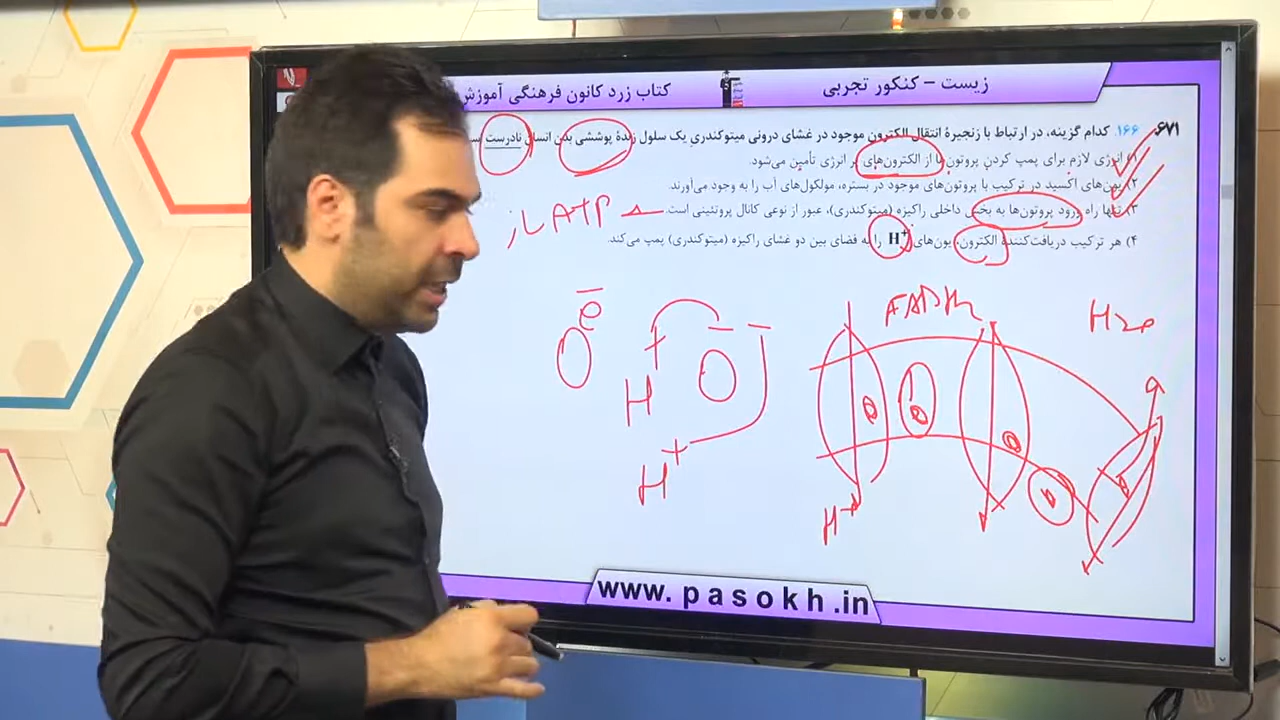 زیست – کنکور تجربی
کتاب زرد کانون فرهنگی آموزش
۶۷۱. ۱۶۶. کدام گزینه، در ارتباط با زنجیرهٔ انتقال الکترون موجود در غشای درونی میتوکندری یک سلول زندهٔ پوششی بدن انسان نادرست
۱) انرژی لازم برای پمپ کردن پروتون‌ها از الکترون‌های پر انرژی تأمین می‌شود.
۲) یون‌های اکسید در ترکیب با پروتون‌های موجود در بستره، مولکول‌های آب را به وجود می‌آورند.
۳) تنها راه ورود پروتون‌ها به بخش داخلی راکیزه (میتوکندری)، عبور از نوعی کانال پروتئینی است.
۴) هر ترکیب دریافت‌کنندهٔ الکترون، یون‌های H⁺ را به فضای بین دو غشای راکیزه (میتوکندری) پمپ می‌کند.
ATP
FADH₂
H₂O
e⁻
O
H⁺
O
H⁺
H⁺
www.pasokh.in